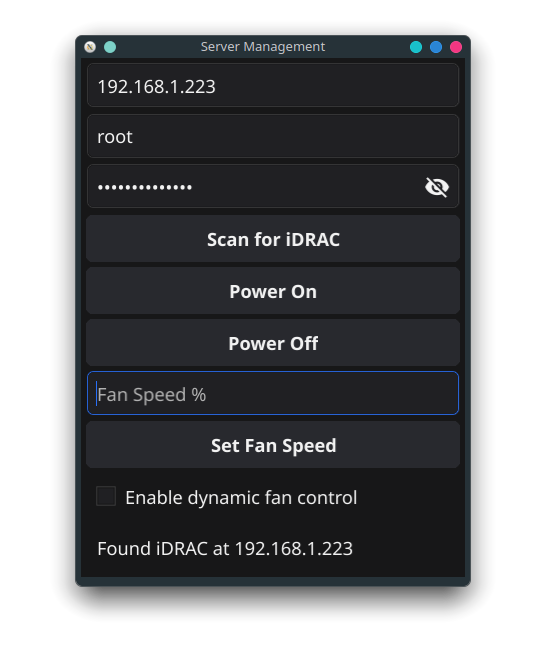 Server Management
192.168.1.223
root
••••••••••••••
Scan for iDRAC
Power On
Power Off
Fan Speed %
Set Fan Speed
Enable dynamic fan control
Found iDRAC at 192.168.1.223